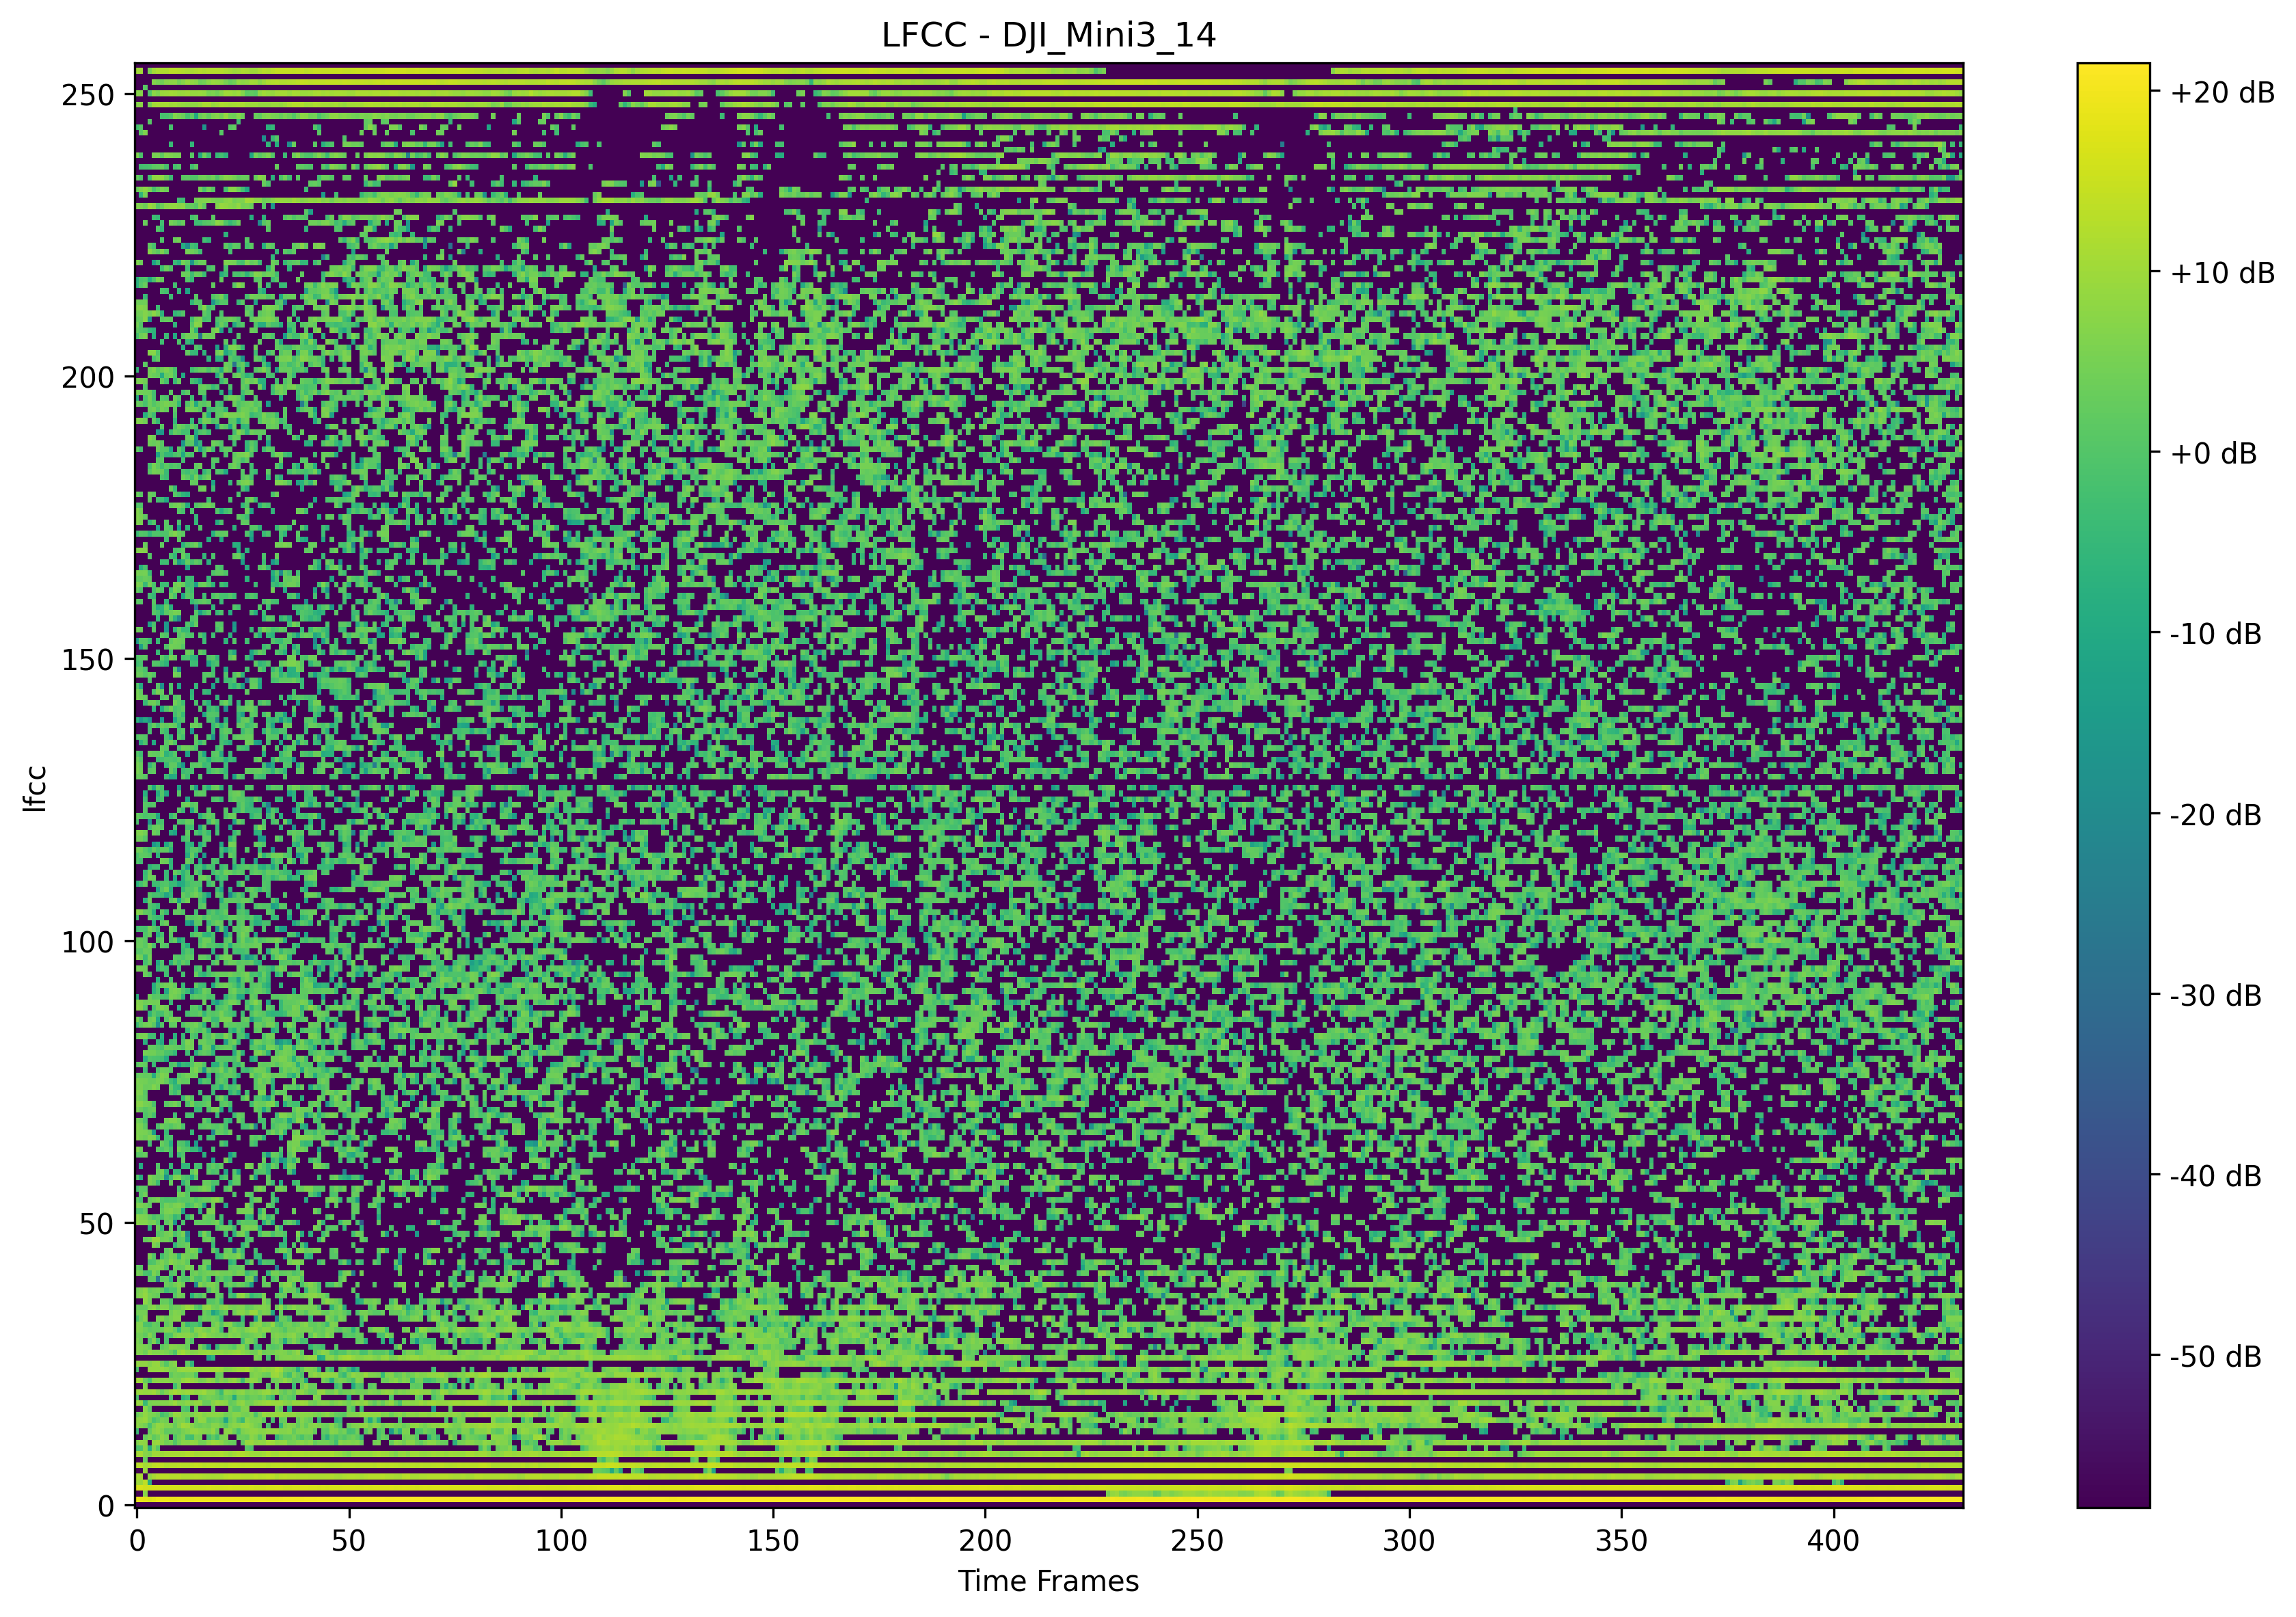 LFCC - DJI_Mini3_14
250
200
150
100
50
0
lfcc
0 50 100 150 200 250 300 350 400
Time Frames
+20 dB
+10 dB
+0 dB
-10 dB
-20 dB
-30 dB
-40 dB
-50 dB